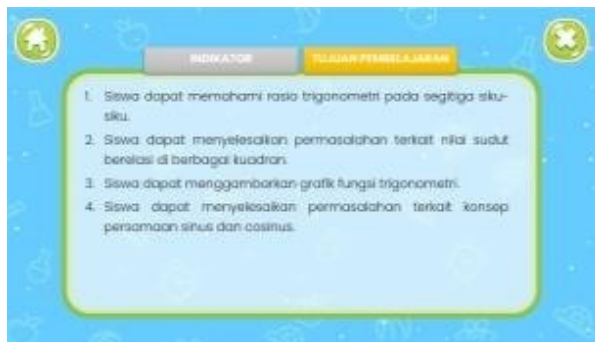 INDIKATOR
TUJUAN PEMBELAJARAN
1. Siswa dapat memahami rasio trigonometri pada segitiga siku-
siku.
2. Siswa dapat menyelesaikan permasalahan terkait nilai sudut
berelasi di berbagai kuadran.
3. Siswa dapat menggambarkan grafik fungsi trigonometri.
4. Siswa dapat menyelesaikan permasalahan terkait konsep
persamaan sinus dan cosinus.